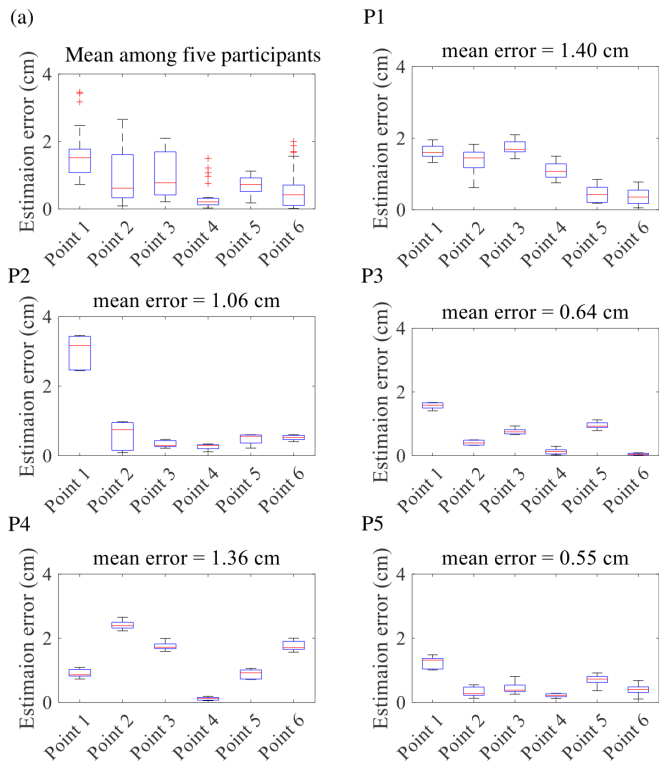 (a)
Mean among five participants
Estimaion error (cm)
4
2
0
Point 1
Point 2
Point 3
Point 4
Point 5
Point 6
P1
mean error = 1.40 cm
Estimaion error (cm)
4
2
0
Point 1
Point 2
Point 3
Point 4
Point 5
Point 6
P2
mean error = 1.06 cm
Estimaion error (cm)
4
2
0
Point 1
Point 2
Point 3
Point 4
Point 5
Point 6
P3
mean error = 0.64 cm
Estimaion error (cm)
4
2
0
Point 1
Point 2
Point 3
Point 4
Point 5
Point 6
P4
mean error = 1.36 cm
Estimaion error (cm)
4
2
0
Point 1
Point 2
Point 3
Point 4
Point 5
Point 6
P5
mean error = 0.55 cm
Estimaion error (cm)
4
2
0
Point 1
Point 2
Point 3
Point 4
Point 5
Point 6